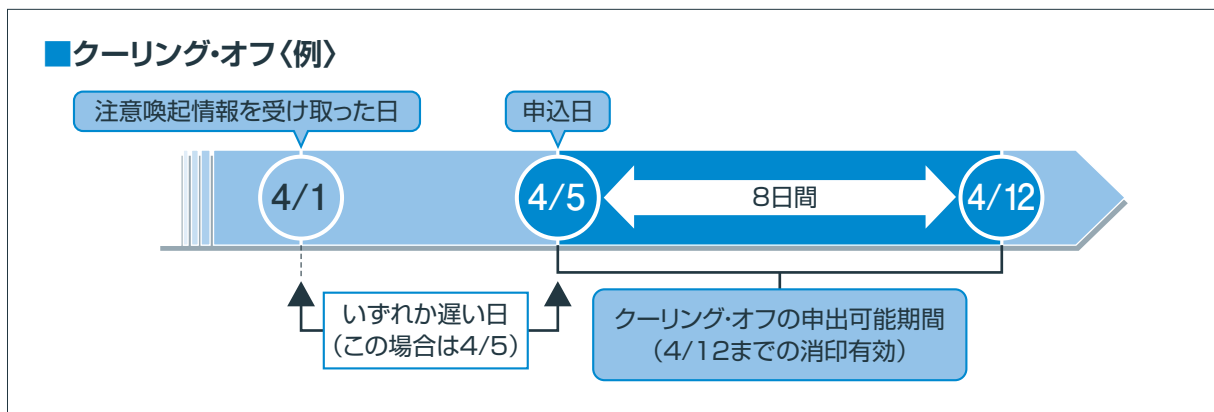 ■クーリング・オフ〈例〉
注意喚起情報を受け取った日
申込日
4/1
4/5
8日間
4/12
いずれか遅い日
（この場合は4/5）
クーリング・オフの申出可能期間
（4/12までの消印有効）